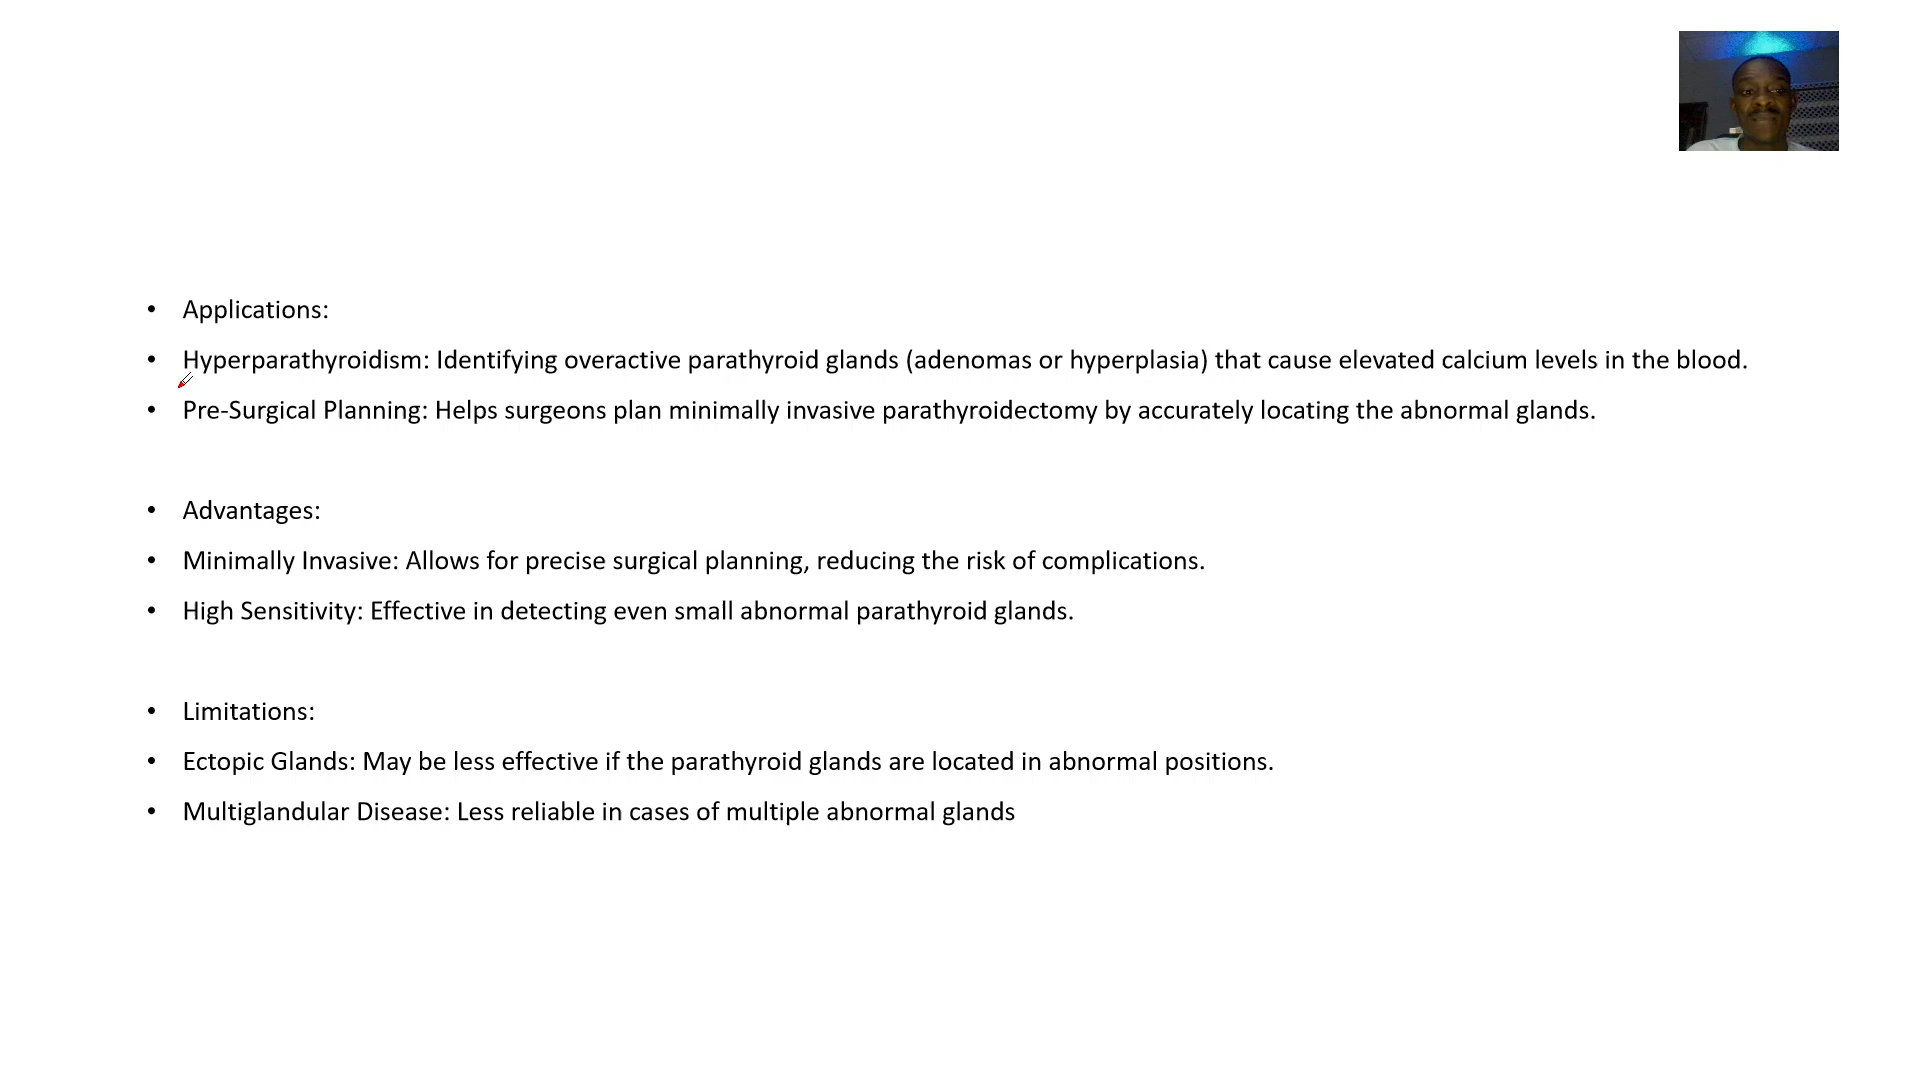 • Applications:
• Hyperparathyroidism: Identifying overactive parathyroid glands (adenomas or hyperplasia) that cause elevated calcium levels in the blood.
• Pre-Surgical Planning: Helps surgeons plan minimally invasive parathyroidectomy by accurately locating the abnormal glands.
• Advantages:
• Minimally Invasive: Allows for precise surgical planning, reducing the risk of complications.
• High Sensitivity: Effective in detecting even small abnormal parathyroid glands.
• Limitations:
• Ectopic Glands: May be less effective if the parathyroid glands are located in abnormal positions.
• Multiglandular Disease: Less reliable in cases of multiple abnormal glands